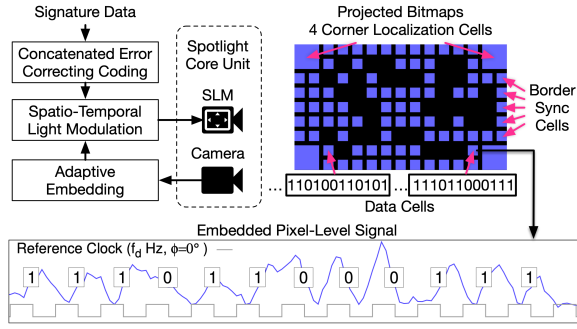 Signature Data
Concatenated Error
Correcting Coding
Spatio-Temporal
Light Modulation
Adaptive
Embedding
Spotlight
Core Unit
SLM
Camera
Projected Bitmaps
4 Corner Localization Cells
Border
Sync
Cells
...110100110101...111011000111
Data Cells
Embedded Pixel-Level Signal
Reference Clock (fd Hz, ϕ=0° )
1 1 1 0 1 1 0 0 0 1 1 1